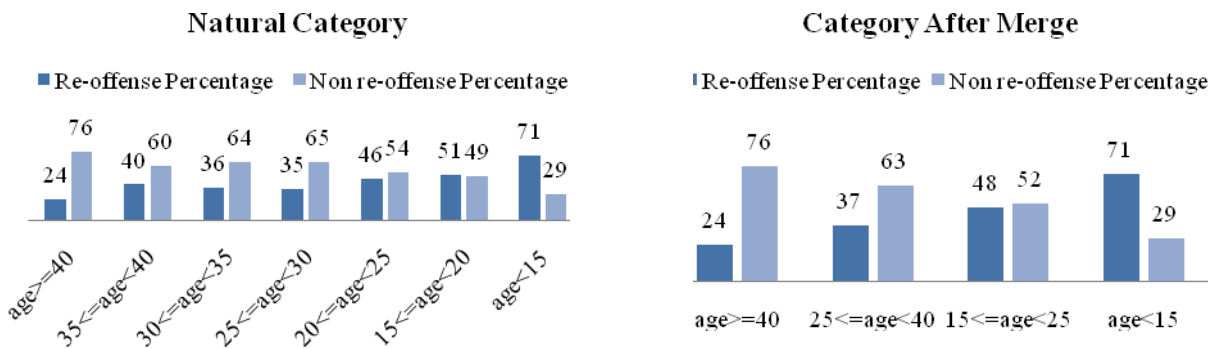 Natural Category
Re-offense Percentage Non re-offense Percentage
24 76 40 60 36 64 35 65 46 54 51 49 71 29
age>=40 35<=age<40 30<=age<35 25<=age<30 20<=age<25 15<=age<20 age<15
Category After Merge
Re-offense Percentage Non re-offense Percentage
24 76 37 63 48 52 71 29
age>=40 25<=age<40 15<=age<25 age<15